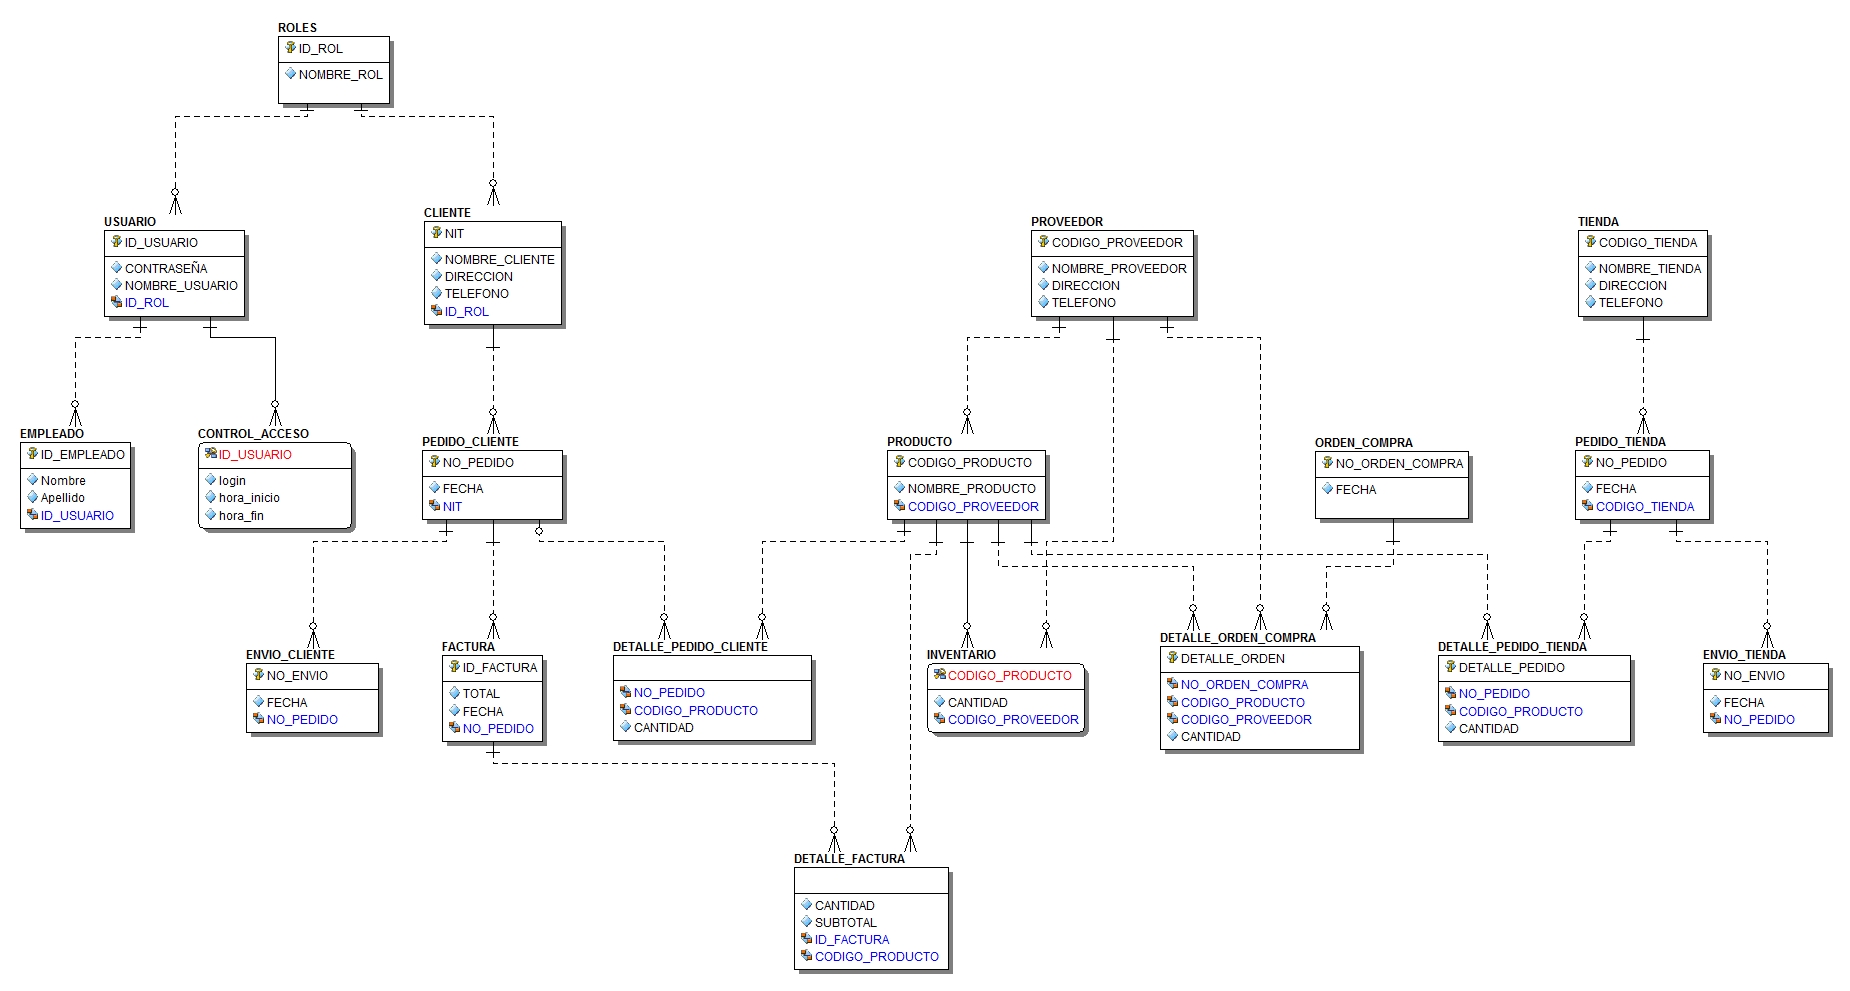 ROLES
ID_ROL
NOMBRE_ROL
USUARIO
ID_USUARIO
CONTRASEÑA
NOMBRE_USUARIO
ID_ROL
CLIENTE
NIT
NOMBRE_CLIENTE
DIRECCION
TELEFONO
ID_ROL
PROVEEDOR
CODIGO_PROVEEDOR
NOMBRE_PROVEEDOR
DIRECCION
TELEFONO
TIENDA
CODIGO_TIENDA
NOMBRE_TIENDA
DIRECCION
TELEFONO
EMPLEADO
ID_EMPLEADO
Nombre
Apellido
ID_USUARIO
CONTROL_ACCESO
ID_USUARIO
login
hora_inicio
hora_fin
PEDIDO_CLIENTE
NO_PEDIDO
FECHA
NIT
PRODUCTO
CODIGO_PRODUCTO
NOMBRE_PRODUCTO
CODIGO_PROVEEDOR
ORDEN_COMPRA
NO_ORDEN_COMPRA
FECHA
PEDIDO_TIENDA
NO_PEDIDO
FECHA
CODIGO_TIENDA
ENVIO_CLIENTE
NO_ENVIO
FECHA
NO_PEDIDO
FACTURA
ID_FACTURA
TOTAL
FECHA
NO_PEDIDO
DETALLE_PEDIDO_CLIENTE
NO_PEDIDO
CODIGO_PRODUCTO
CANTIDAD
INVENTARIO
CODIGO_PRODUCTO
CANTIDAD
CODIGO_PROVEEDOR
DETALLE_ORDEN_COMPRA
DETALLE_ORDEN
NO_ORDEN_COMPRA
CODIGO_PRODUCTO
CODIGO_PROVEEDOR
CANTIDAD
DETALLE_PEDIDO_TIENDA
DETALLE_PEDIDO
NO_PEDIDO
CODIGO_PRODUCTO
CANTIDAD
ENVIO_TIENDA
NO_ENVIO
FECHA
NO_PEDIDO
DETALLE_FACTURA
CANTIDAD
SUBTOTAL
ID_FACTURA
CODIGO_PRODUCTO